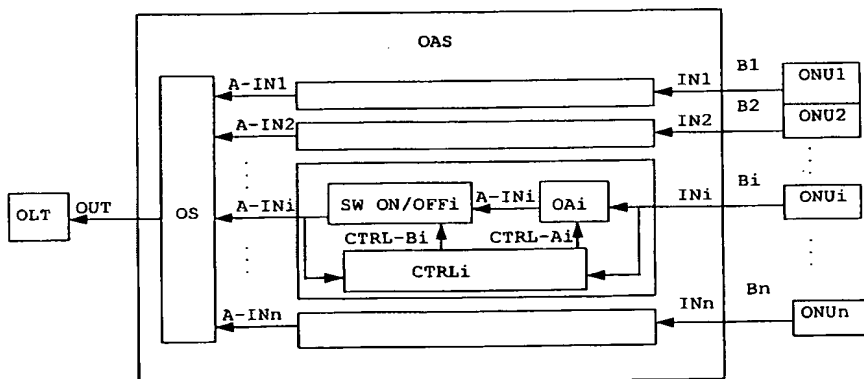 OAS
A-IN1
IN1
B1
ONU1
A-IN2
IN2
B2
ONU2
OLT
OUT
OS
A-INi
SW ON/OFFi
A-INi
OAi
INi
Bi
ONUi
CTRL-Bi
CTRL-Ai
CTRLi
A-INn
INn
Bn
ONUn